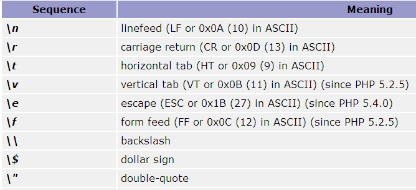 Sequence Meaning
\n linefeed (LF or 0x0A (10) in ASCII)
\r carriage return (CR or 0x0D (13) in ASCII)
\t horizontal tab (HT or 0x09 (9) in ASCII)
\v vertical tab (VT or 0x0B (11) in ASCII) (since PHP 5.2.5)
\e escape (ESC or 0x1B (27) in ASCII) (since PHP 5.4.0)
\f form feed (FF or 0x0C (12) in ASCII) (since PHP 5.2.5)
\\ backslash
\$ dollar sign
\" double-quote